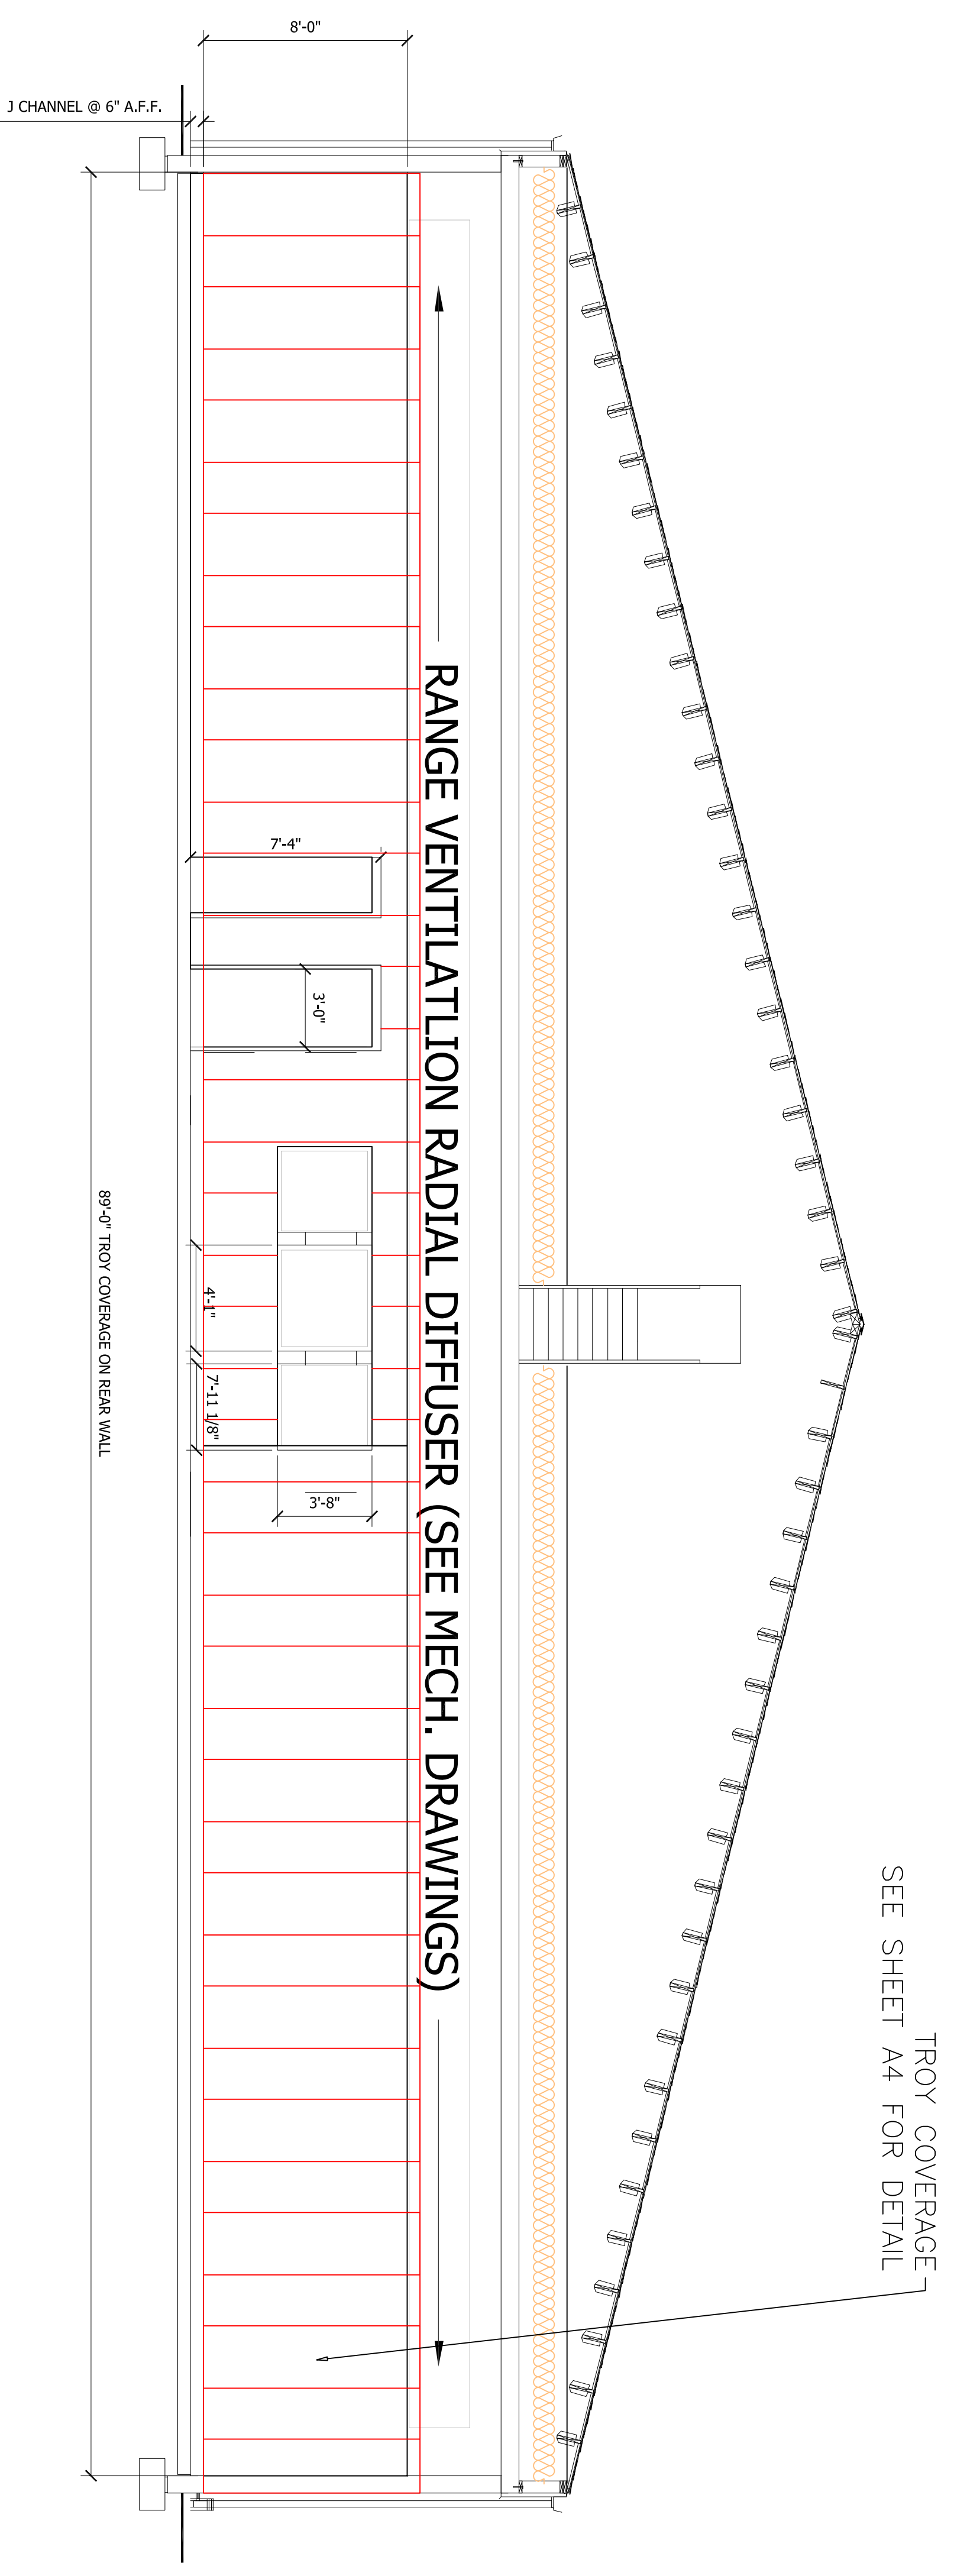 8'-0"
J CHANNEL @ 6" A.F.F.
RANGE VENTILATLION RADIAL DIFFUSER (SEE MECH. DRAWINGS)
7'-4"
3'-0"
4'-1"
7'-11 1/8"
3'-8"
89'-0" TROY COVERAGE ON REAR WALL
TROY COVERAGE
SEE SHEET A4 FOR DETAIL